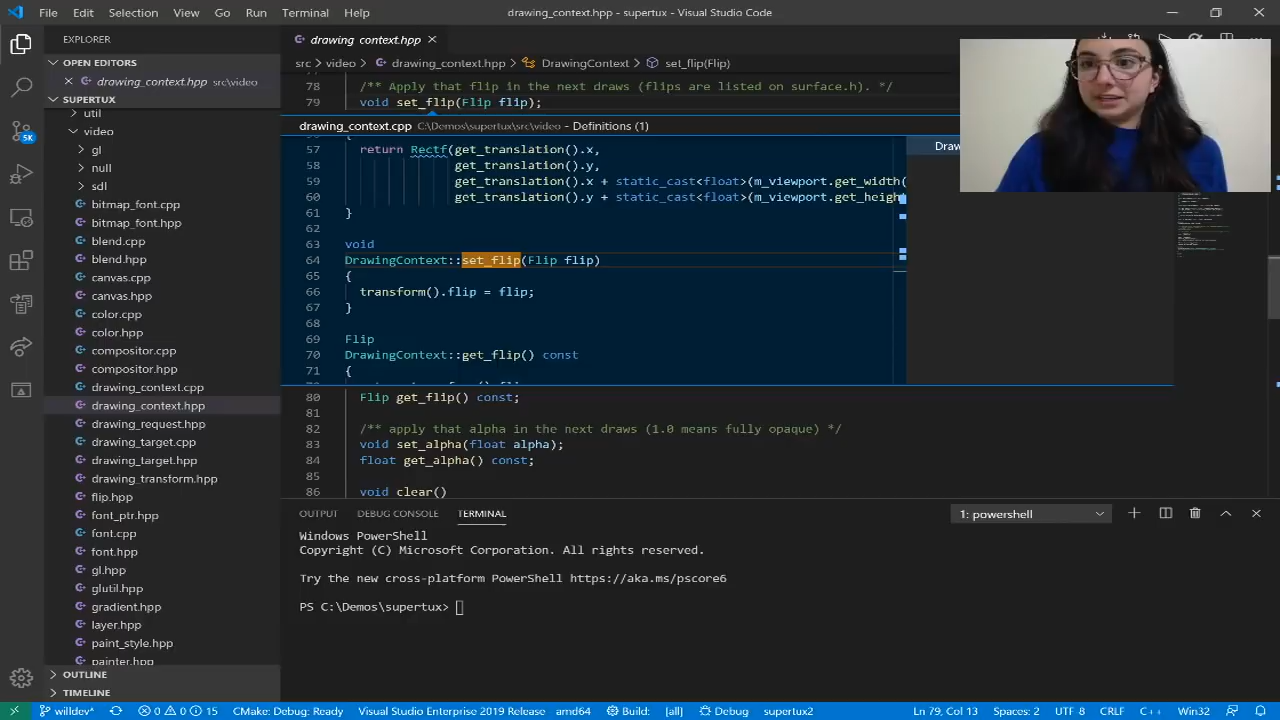 File Edit Selection View Go Run Terminal Help
drawing_context.hpp - supertux - Visual Studio Code
EXPLORER
OPEN EDITORS
drawing_context.hpp src\video
SUPERTUX
util
video
gl
null
sdl
bitmap_font.cpp
bitmap_font.hpp
blend.cpp
blend.hpp
canvas.cpp
canvas.hpp
color.cpp
color.hpp
compositor.cpp
compositor.hpp
drawing_context.cpp
drawing_context.hpp
drawing_request.hpp
drawing_target.cpp
drawing_target.hpp
drawing_transform.hpp
flip.hpp
font_ptr.hpp
font.cpp
font.hpp
gl.hpp
glutil.hpp
gradient.hpp
layer.hpp
paint_style.hpp
painter.hpp
OUTLINE
TIMELINE
5K
drawing_context.hpp
src > video > drawing_context.hpp > DrawingContext > set_flip(Flip)
78 /** Apply that flip in the next draws (flips are listed on surface.h). */
79 void set_flip(Flip flip);
drawing_context.cpp C:\Demos\supertux\src\video - Definitions (1)
57 return Rectf(get_translation().x,
58 get_translation().y,
59 get_translation().x + static_cast<float>(m_viewport.get_width(
60 get_translation().y + static_cast<float>(m_viewport.get_heigh
61 }
62
63 void
64 DrawingContext::set_flip(Flip flip)
65 {
66 transform().flip = flip;
67 }
68
69 Flip
70 DrawingContext::get_flip() const
71 {
80 Flip get_flip() const;
81
82 /** apply that alpha in the next draws (1.0 means fully opaque) */
83 void set_alpha(float alpha);
84 float get_alpha() const;
85
86 void clear()
OUTPUT DEBUG CONSOLE TERMINAL
1: powershell
Windows PowerShell
Copyright (C) Microsoft Corporation. All rights reserved.
Try the new cross-platform PowerShell https://aka.ms/pscore6
PS C:\Demos\supertux>
willdev* 0 0 15 CMake: Debug: Ready Visual Studio Enterprise 2019 Release - amd64 Build: [all] Debug supertux2 Ln 79, Col 13 Spaces: 2 UTF-8 CRLF C++ Win32